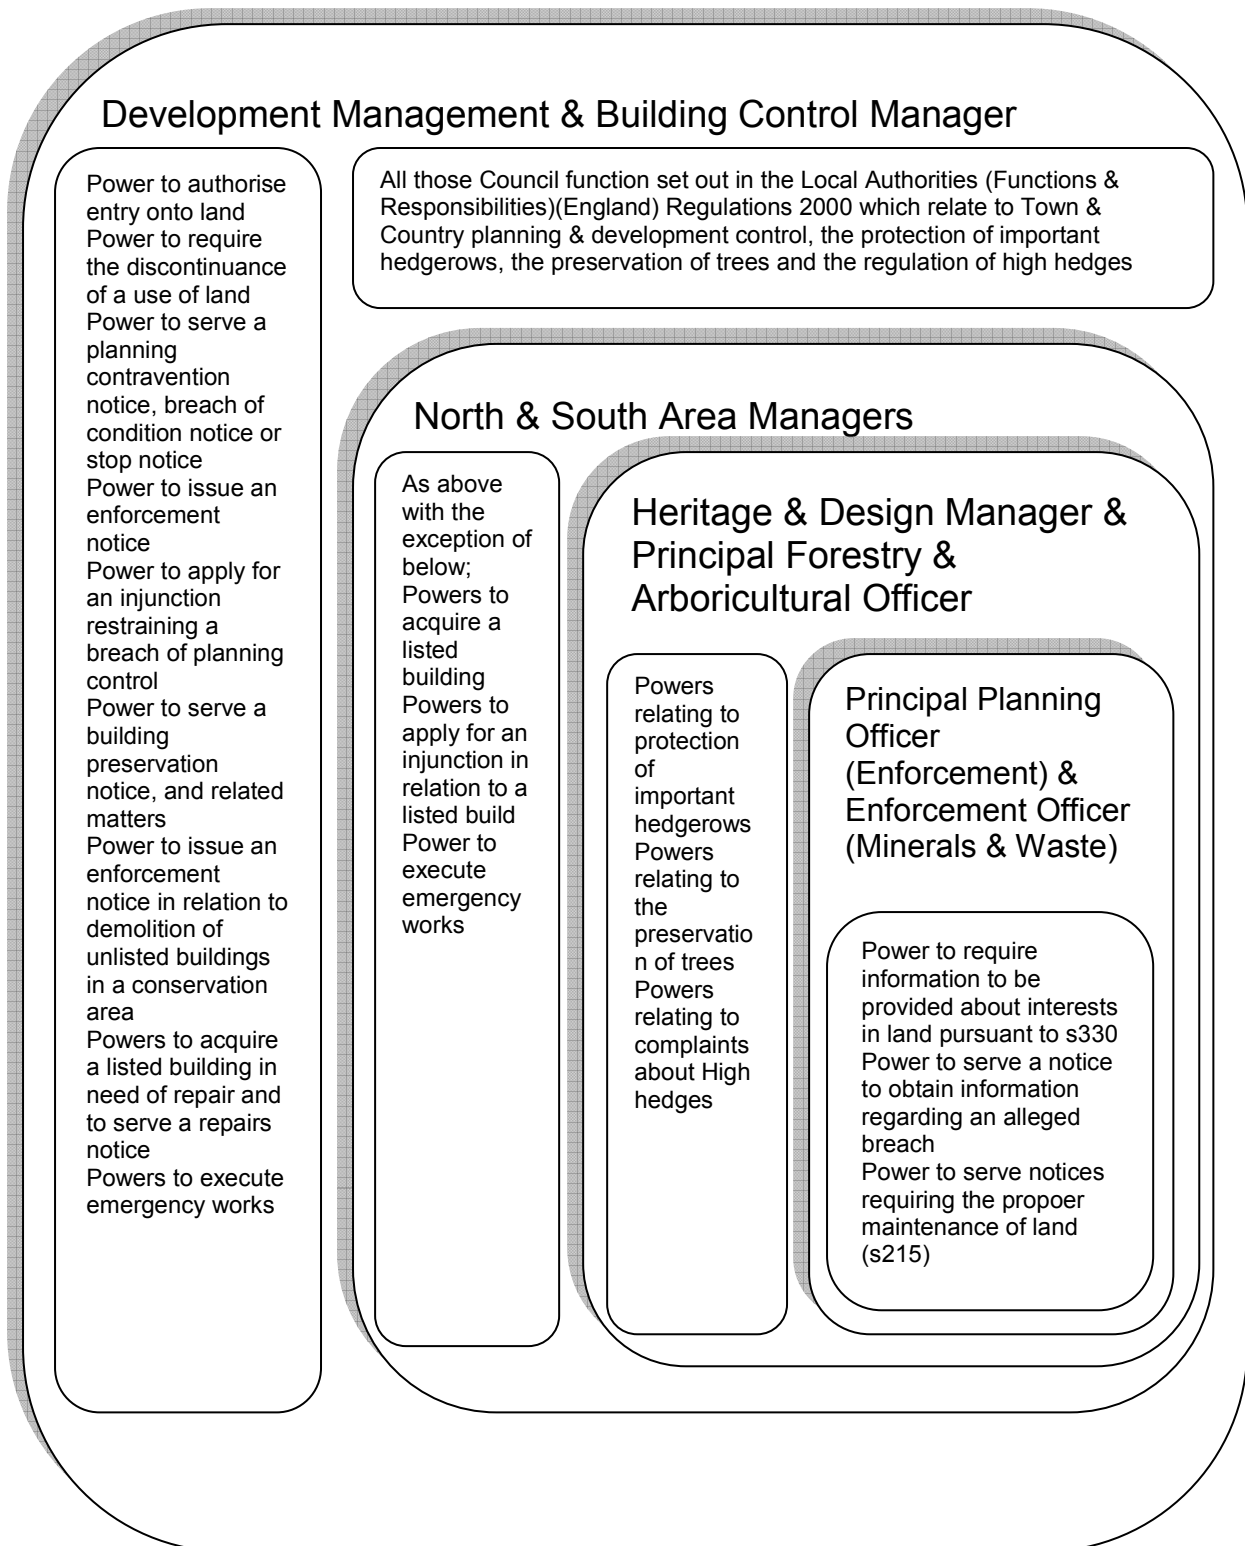 Development Management & Building Control Manager
Power to authorise
entry onto land
Power to require
the discontinuance
of a use of land
Power to serve a
planning
contravention
notice, breach of
condition notice or
stop notice
Power to issue an
enforcement
notice
Power to apply for
an injunction
restraining a
breach of planning
control
Power to serve a
building
preservation
notice, and related
matters
Power to issue an
enforcement
notice in relation to
demolition of
unlisted buildings
in a conservation
area
Powers to acquire
a listed building in
need of repair and
to serve a repairs
notice
Powers to execute
emergency works
All those Council function set out in the Local Authorities (Functions &
Responsibilities)(England) Regulations 2000 which relate to Town &
Country planning & development control, the protection of important
hedgerows, the preservation of trees and the regulation of high hedges
North & South Area Managers
As above
with the
exception of
below;
Powers to
acquire a
listed
building
Powers to
apply for an
injunction in
relation to a
listed build
Power to
execute
emergency
works
Heritage & Design Manager &
Principal Forestry &
Arboricultural Officer
Powers
relating to
protection
of
important
hedgerows
Powers
relating to
the
preservatio
n of trees
Powers
relating to
complaints
about High
hedges
Principal Planning
Officer
(Enforcement) &
Enforcement Officer
(Minerals & Waste)
Power to require
information to be
provided about interests
in land pursuant to s330
Power to serve a notice
to obtain information
regarding an alleged
breach
Power to serve notices
requiring the propoer
maintenance of land
(s215)